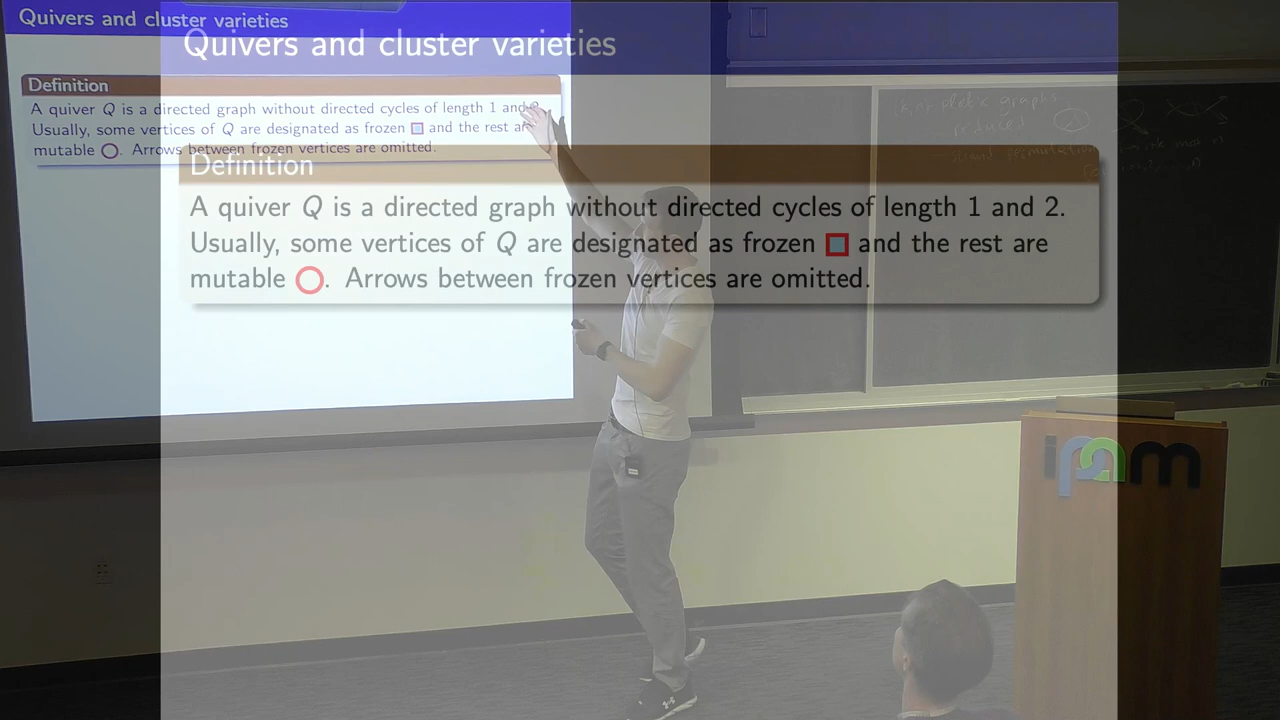 Quivers and cluster varieties
Definition
A quiver Q is a directed graph without directed cycles of length 1 and 2.
Usually, some vertices of Q are designated as frozen and the rest are
mutable . Arrows between frozen vertices are omitted.
Quivers and cluster varieties
Definition
A quiver Q is a directed graph without directed cycles of length 1 and 2.
Usually, some vertices of Q are designated as frozen and the rest are
mutable . Arrows between frozen vertices are omitted.
graphs
reduced
ipam